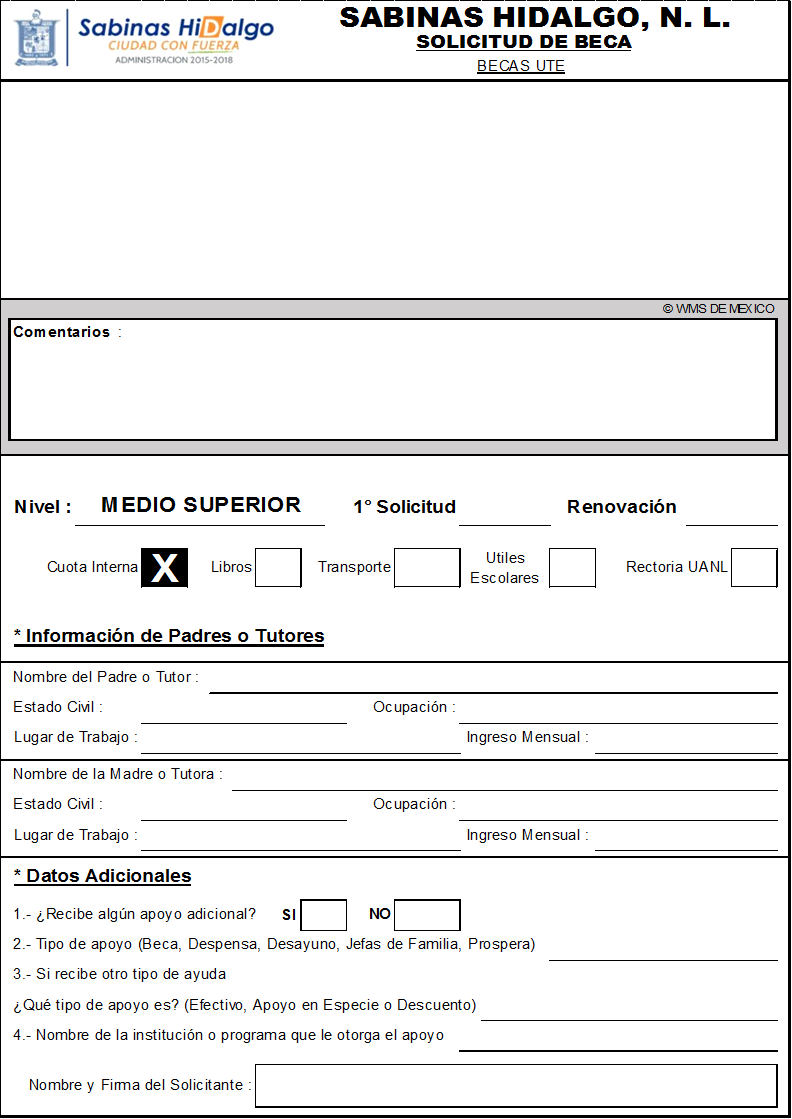 Sabinas HiDalgo
CIUDAD CON FUERZA
ADMINISTRACION 2015-2018
SABINAS HIDALGO, N. L.
SOLICITUD DE BECA
BECAS UTE
© WMS DE MEXICO
Comentarios :
Nivel : MEDIO SUPERIOR 1° Solicitud Renovación
Cuota Interna X Libros Transporte Utiles Escolares Rectoria UANL
* Información de Padres o Tutores
Nombre del Padre o Tutor :
Estado Civil : Ocupación :
Lugar de Trabajo : Ingreso Mensual :
Nombre de la Madre o Tutora :
Estado Civil : Ocupación :
Lugar de Trabajo : Ingreso Mensual :
* Datos Adicionales
1.- ¿Recibe algún apoyo adicional? SI NO
2.- Tipo de apoyo (Beca, Despensa, Desayuno, Jefas de Familia, Prospera)
3.- Si recibe otro tipo de ayuda
¿Qué tipo de apoyo es? (Efectivo, Apoyo en Especie o Descuento)
4.- Nombre de la institución o programa que le otorga el apoyo
Nombre y Firma del Solicitante :